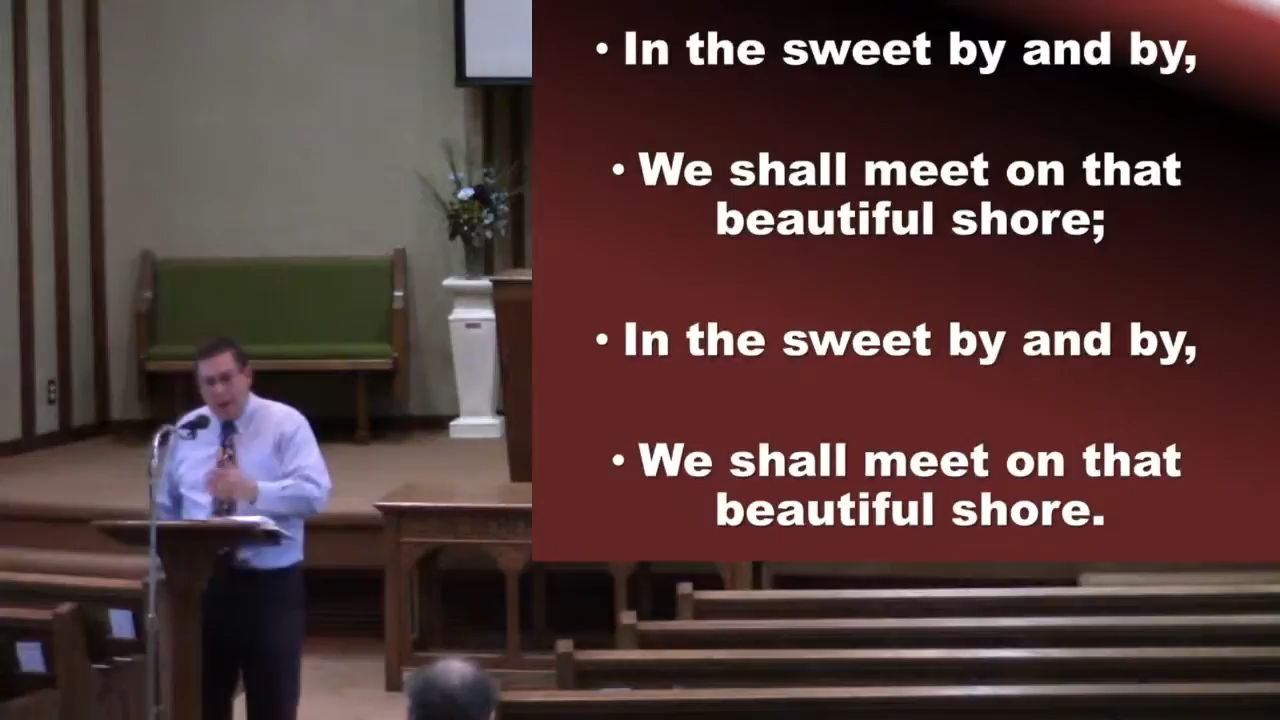 • In the sweet by and by,
• We shall meet on that
beautiful shore;
• In the sweet by and by,
• We shall meet on that
beautiful shore.